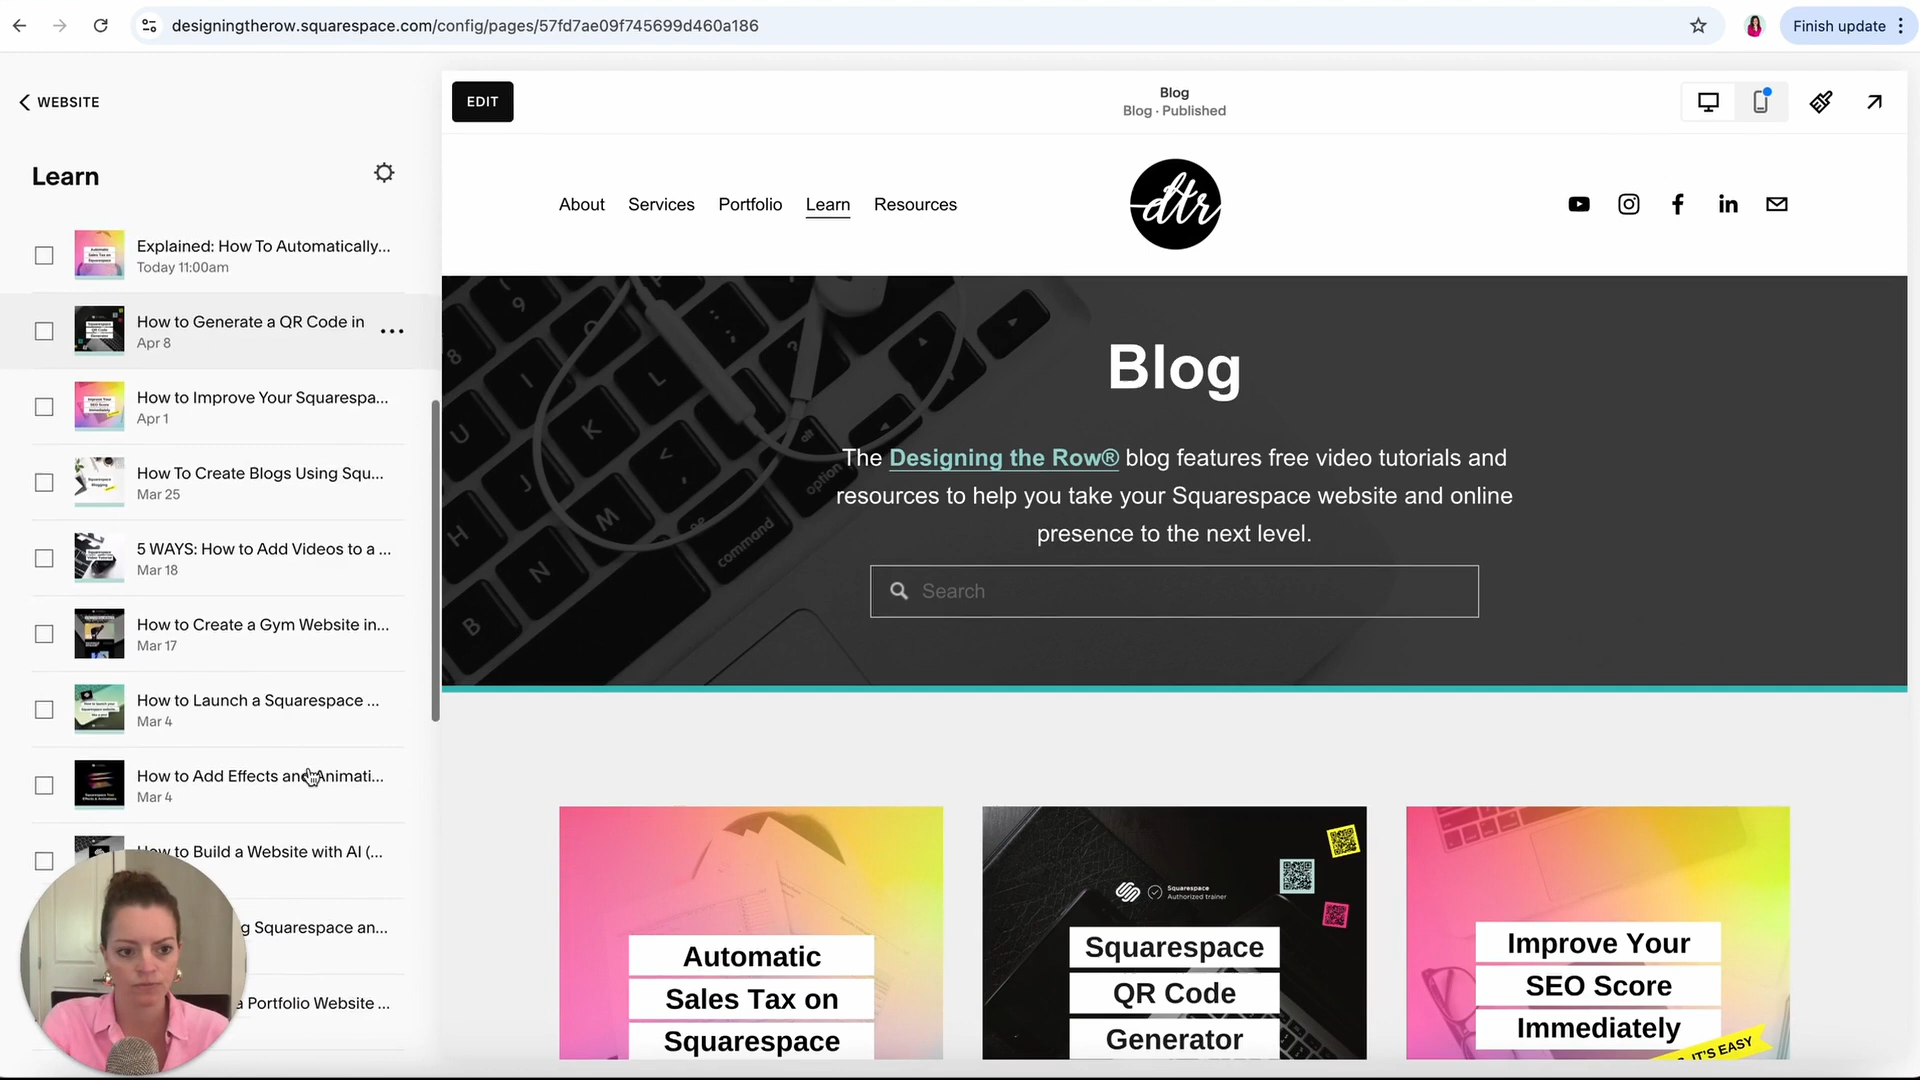 designingtherow.squarespace.com/config/pages/57fd7ae09f745699d460a186
Finish update
WEBSITE
Learn
Explained: How To Automatically...
Today 11:00am
How to Generate a QR Code in
Apr 8
How to Improve Your Squarespa...
Apr 1
How To Create Blogs Using Squ...
Mar 25
5 WAYS: How to Add Videos to a ...
Mar 18
How to Create a Gym Website in...
Mar 17
How to Launch a Squarespace ...
Mar 4
How to Add Effects and Animati...
Mar 4
How to Build a Website with AI (...
g Squarespace an...
a Portfolio Website ...
EDIT
Blog
Blog · Published
About
Services
Portfolio
Learn
Resources
dtr
Blog
The Designing the Row® blog features free video tutorials and
resources to help you take your Squarespace website and online
presence to the next level.
Search
Automatic
Sales Tax on
Squarespace
Squarespace
Authorized trainer
Squarespace
QR Code
Generator
Improve Your
SEO Score
Immediately
IT'S EASY